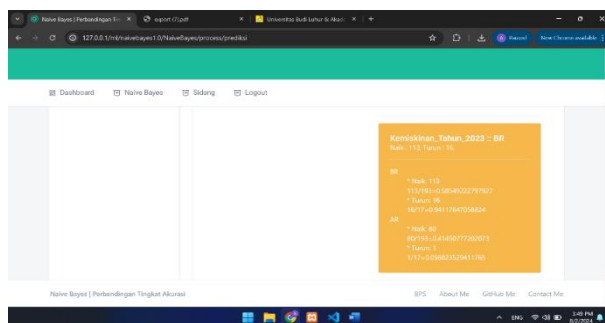 Naive Bayes | Perbandingan Tin
export (7).pdf
Universitas Budi Luhur & Akad
127.0.0.1/mti/naivebayes1.0/NaiveBayes/process/prediksi
Paused
New Chrome available
Dashboard
Naive Bayes
Sidang
Logout
Kemiskinan_Tahun_2023 :: BR
Naik : 113, Turun : 16,
BR
* Naik: 113
113/193=0.58549222797927
* Turun: 16
16/17=0.94117647058824
AR
* Naik: 80
80/193=0.41450777202073
* Turun: 1
1/17=0.058823529411765
Naive Bayes | Perbandingan Tingkat Akurasi
BPS
About Me
GitHub Me
Contact Me
ENG
3:49 PM